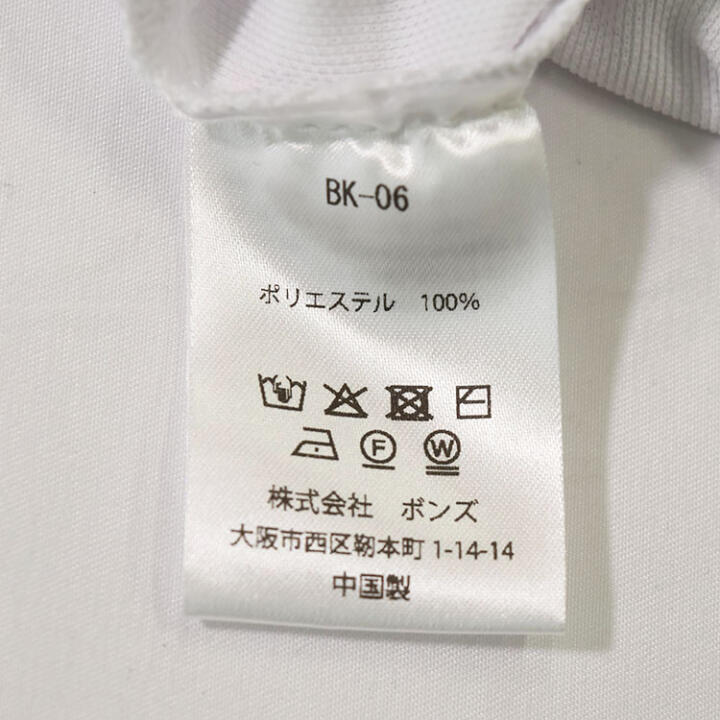 BK-06
ポリエステル 100%
F W
株式会社 ボンズ
大阪市西区靭本町 1-14-14
中国製